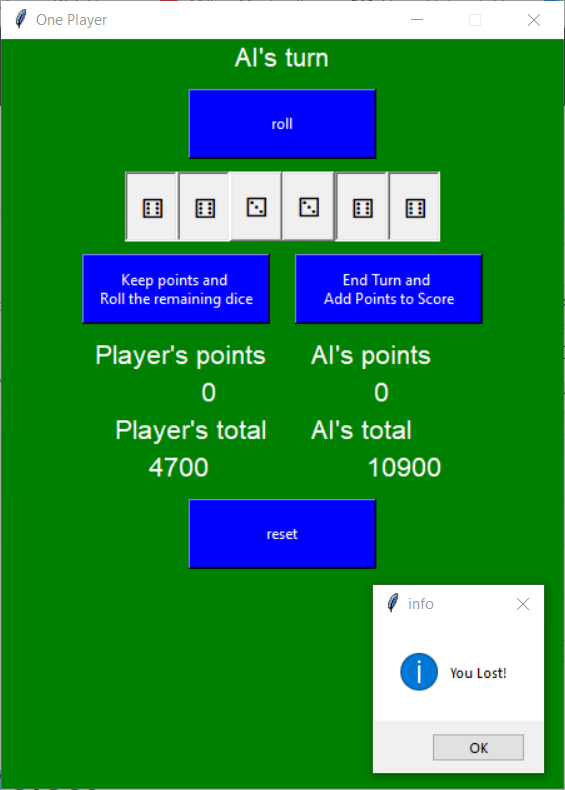 One Player
AI's turn
roll
Keep points and
Roll the remaining dice
End Turn and
Add Points to Score
Player's points
AI's points
0
0
Player's total
AI's total
4700
10900
reset
info
You Lost!
OK